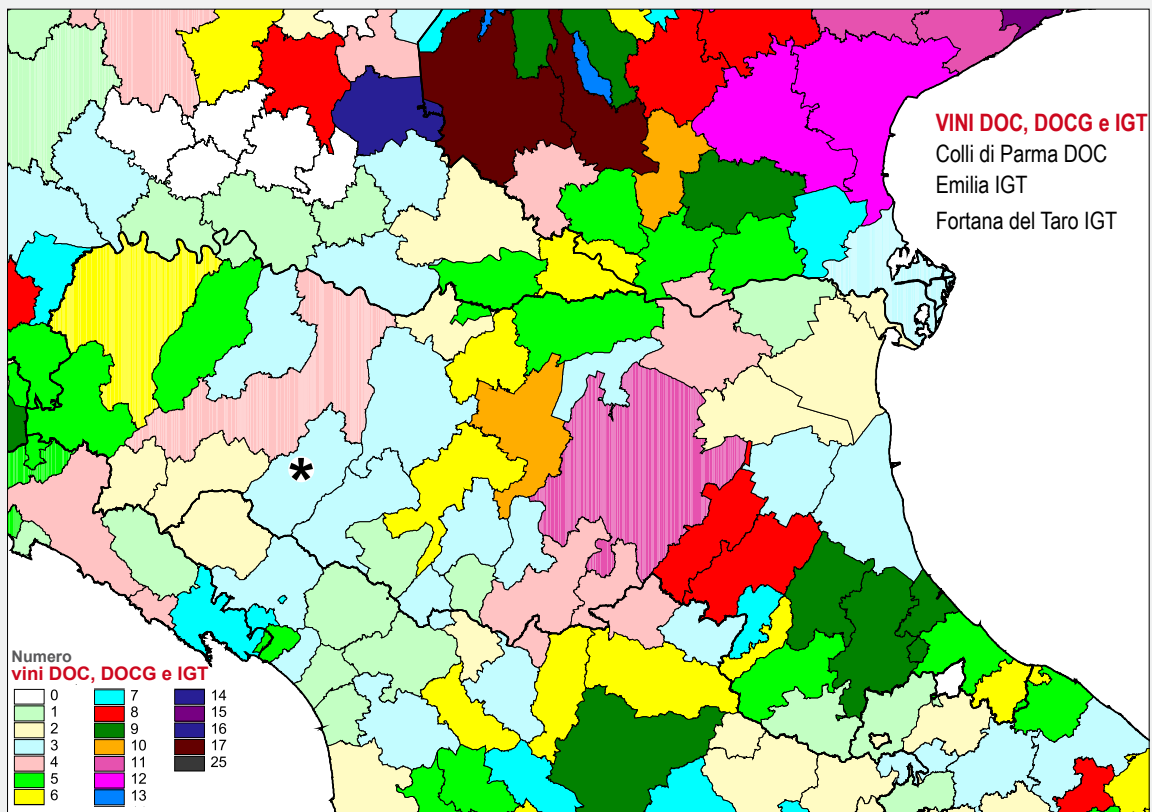 VINI DOC, DOCG e IGT
Colli di Parma DOC
Emilia IGT
Fortana del Taro IGT
*
Numero
vini DOC, DOCG e IGT
0 7 14
1 8 15
2 9 16
3 10 17
4 11 25
5 12
6 13